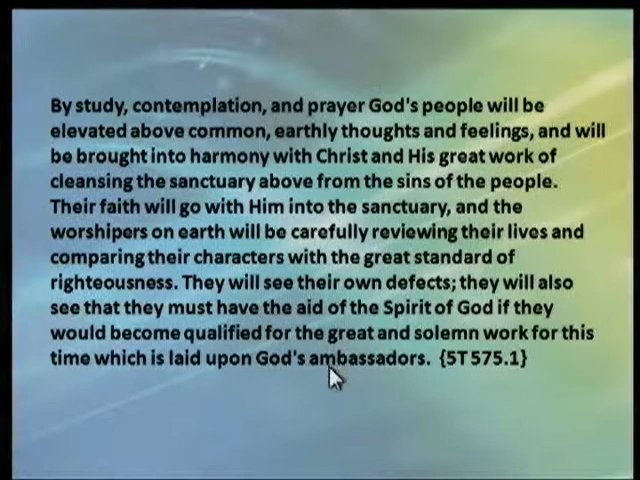 By study, contemplation, and prayer God's people will be
elevated above common, earthly thoughts and feelings, and will
be brought into harmony with Christ and His great work of
cleansing the sanctuary above from the sins of the people.
Their faith will go with Him into the sanctuary, and the
worshipers on earth will be carefully reviewing their lives and
comparing their characters with the great standard of
righteousness. They will see their own defects; they will also
see that they must have the aid of the Spirit of God if they
would become qualified for the great and solemn work for this
time which is laid upon God's ambassadors. {5T 575.1}